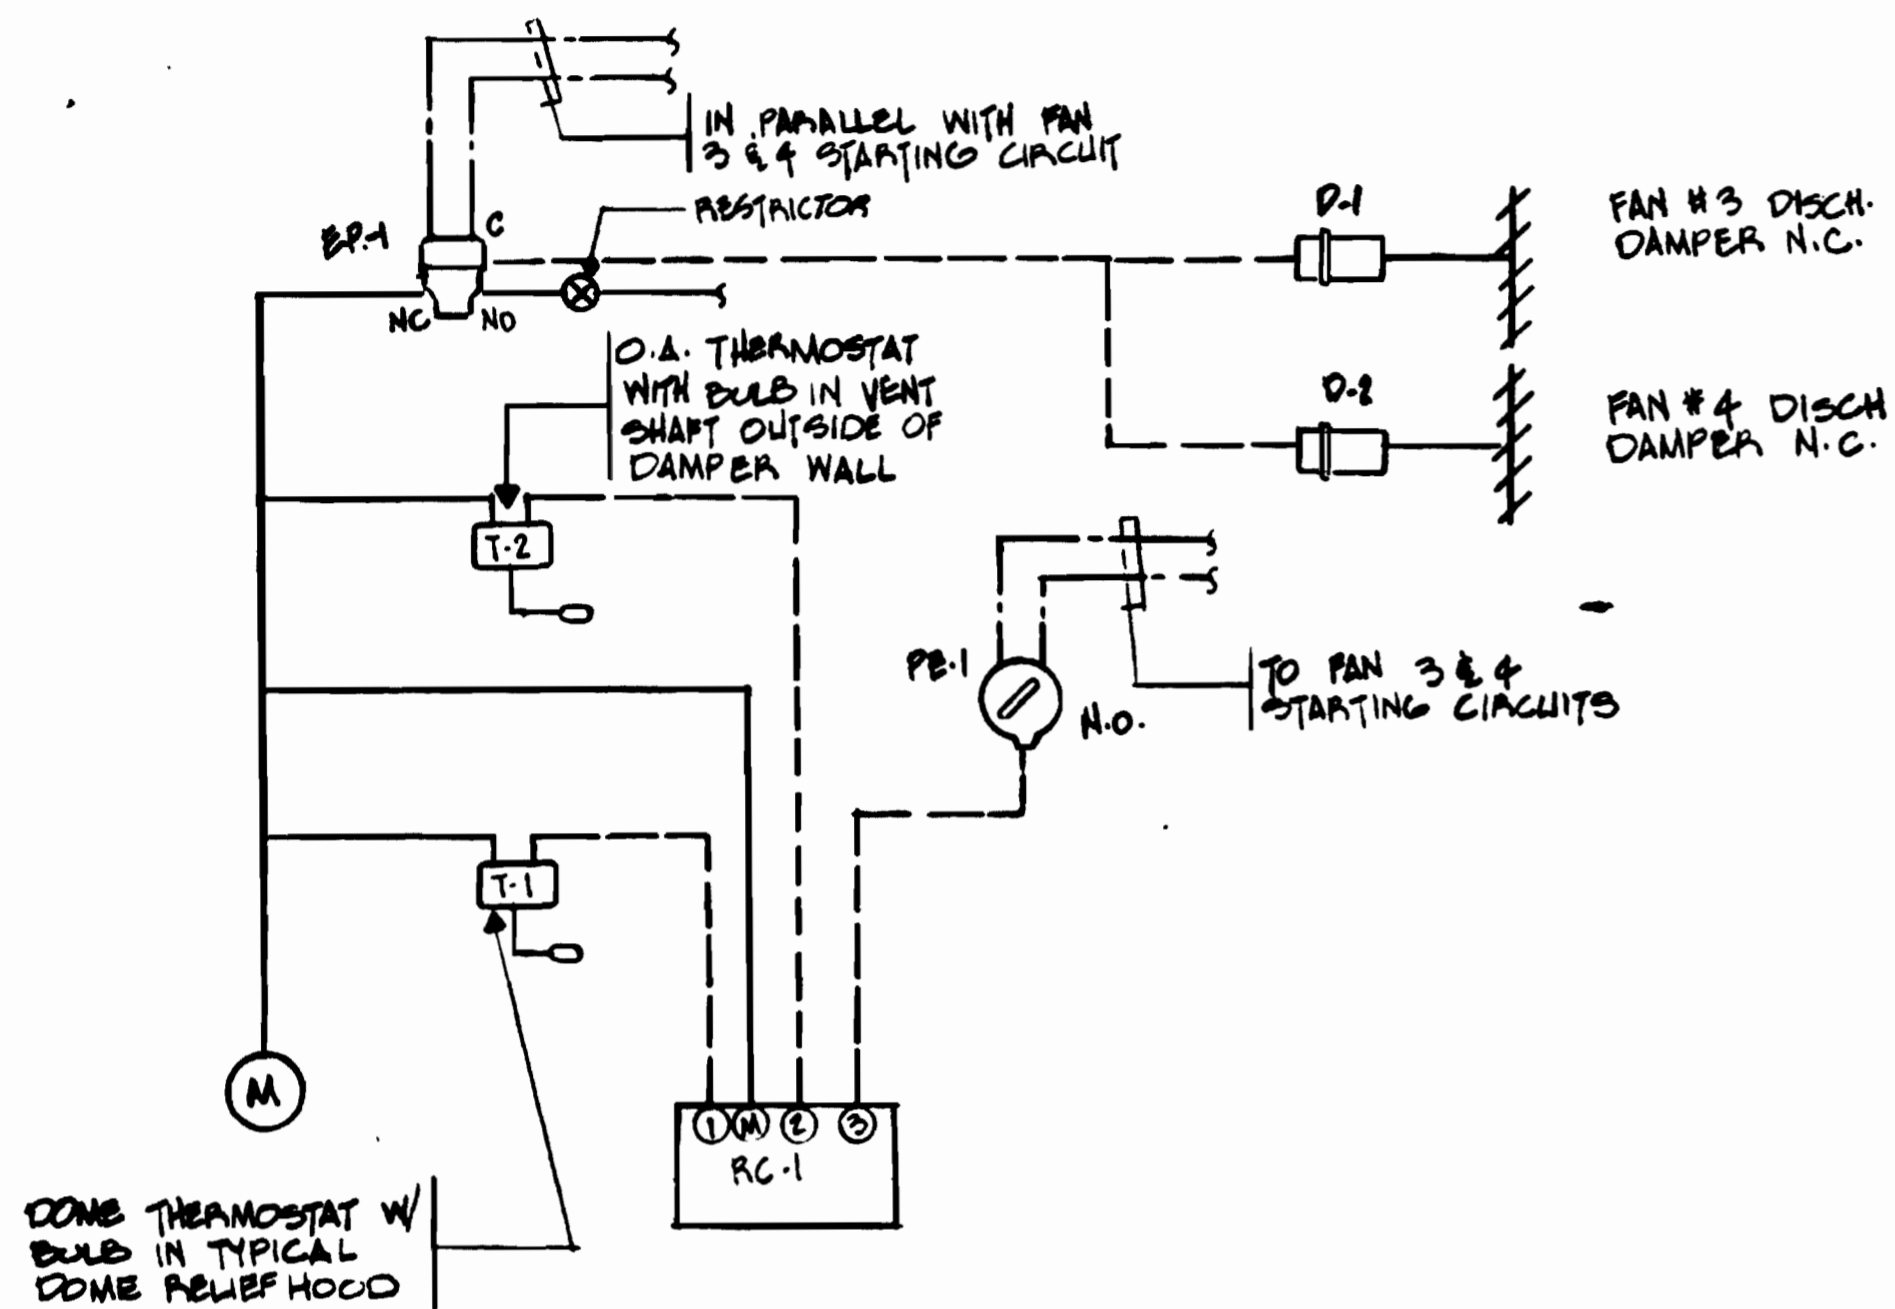 IN PARALLEL WITH FAN
3 & 4 STARTING CIRCUIT
RESTRICTOR
EP-1
C
NC
NO
D-1
FAN #3 DISCH.
DAMPER N.C.
O.A. THERMOSTAT
WITH BULB IN VENT
SHAFT OUTSIDE OF
DAMPER WALL
D-2
FAN #4 DISCH
DAMPER N.C.
T-2
PE-1
N.O.
TO FAN 3 & 4
STARTING CIRCUITS
T-1
M
1 M 2 3
RC-1
DOME THERMOSTAT W/
BULB IN TYPICAL
DOME RELIEF HOOD